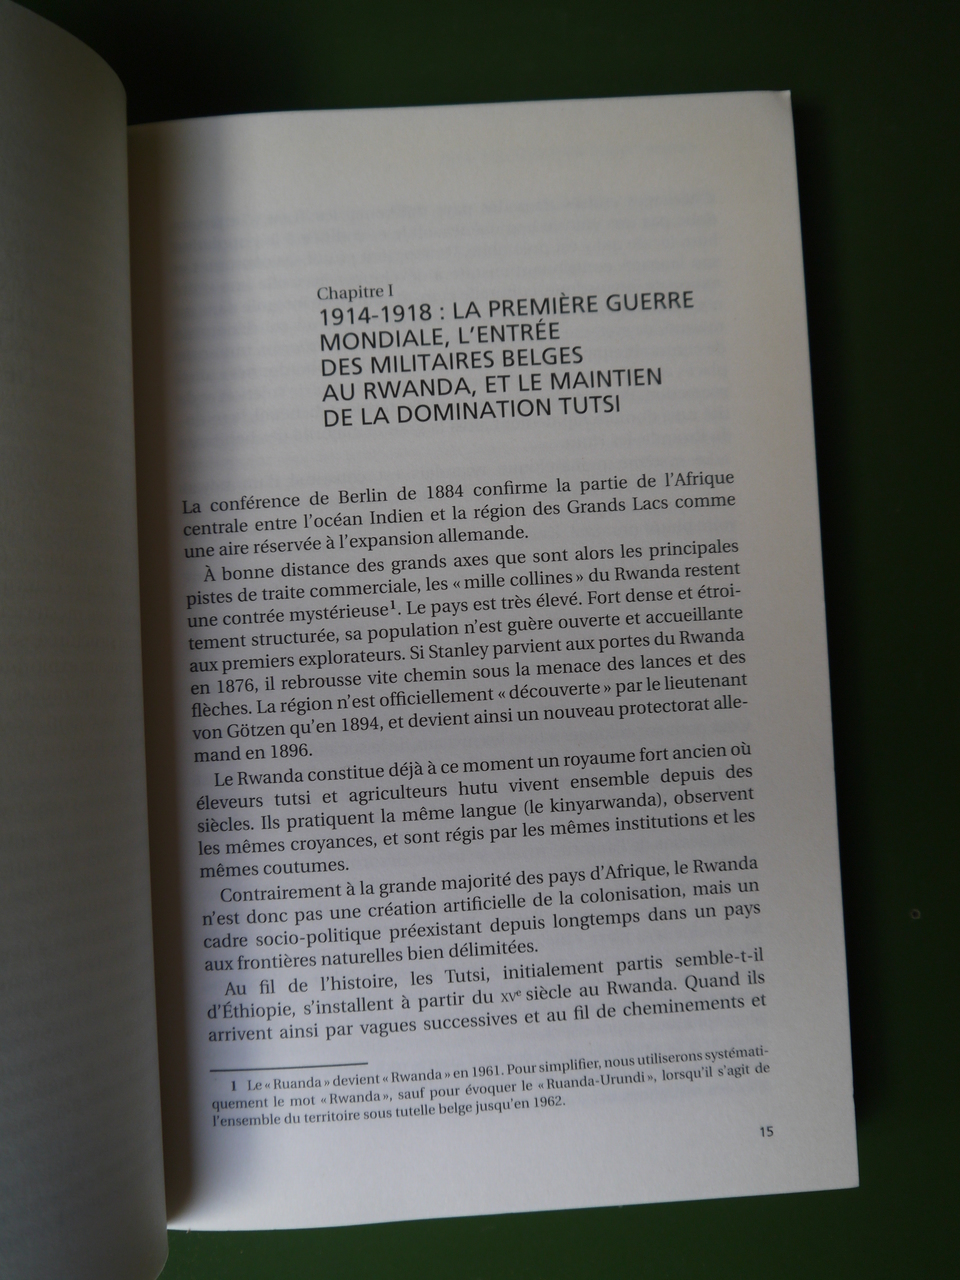 Chapitre I
1914-1918 : LA PREMIÈRE GUERRE
MONDIALE, L'ENTRÉE
DES MILITAIRES BELGES
AU RWANDA, ET LE MAINTIEN
DE LA DOMINATION TUTSI
La conférence de Berlin de 1884 confirme la partie de l'Afrique
centrale entre l'océan Indien et la région des Grands Lacs comme
une aire réservée à l'expansion allemande.
À bonne distance des grands axes que sont alors les principales
pistes de traite commerciale, les « mille collines » du Rwanda restent
une contrée mystérieuse¹. Le pays est très élevé. Fort dense et étroi-
tement structurée, sa population n'est guère ouverte et accueillante
aux premiers explorateurs. Si Stanley parvient aux portes du Rwanda
en 1876, il rebrousse vite chemin sous la menace des lances et des
flèches. La région n'est officiellement « découverte » par le lieutenant
von Götzen qu'en 1894, et devient ainsi un nouveau protectorat alle-
mand en 1896.
Le Rwanda constitue déjà à ce moment un royaume fort ancien où
éleveurs tutsi et agriculteurs hutu vivent ensemble depuis des
siècles. Ils pratiquent la même langue (le kinyarwanda), observent
les mêmes croyances, et sont régis par les mêmes institutions et les
mêmes coutumes.
Contrairement à la grande majorité des pays d'Afrique, le Rwanda
n'est donc pas une création artificielle de la colonisation, mais un
cadre socio-politique préexistant depuis longtemps dans un pays
aux frontières naturelles bien délimitées.
Au fil de l'histoire, les Tutsi, initialement partis semble-t-il
d'Éthiopie, s'installent à partir du XVe siècle au Rwanda. Quand ils
arrivent ainsi par vagues successives et au fil de cheminements et
1 Le « Ruanda » devient « Rwanda » en 1961. Pour simplifier, nous utiliserons systémati-
quement le mot « Rwanda », sauf pour évoquer le « Ruanda-Urundi », lorsqu'il s'agit de
l'ensemble du territoire sous tutelle belge jusqu'en 1962.
15